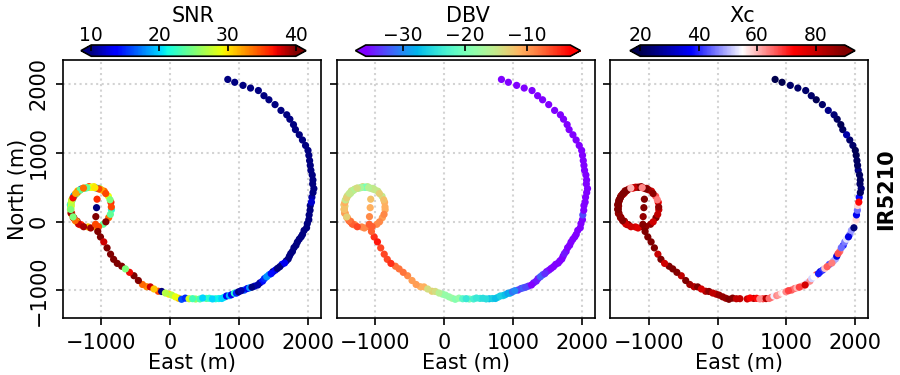 SNR DBV Xc
10 20 30 40 −30 −20 −10 20 40 60 80
2000
1000
0
−1000
North (m)
IR5210
−1000 0 1000 2000 −1000 0 1000 2000 −1000 0 1000 2000
East (m) East (m) East (m)